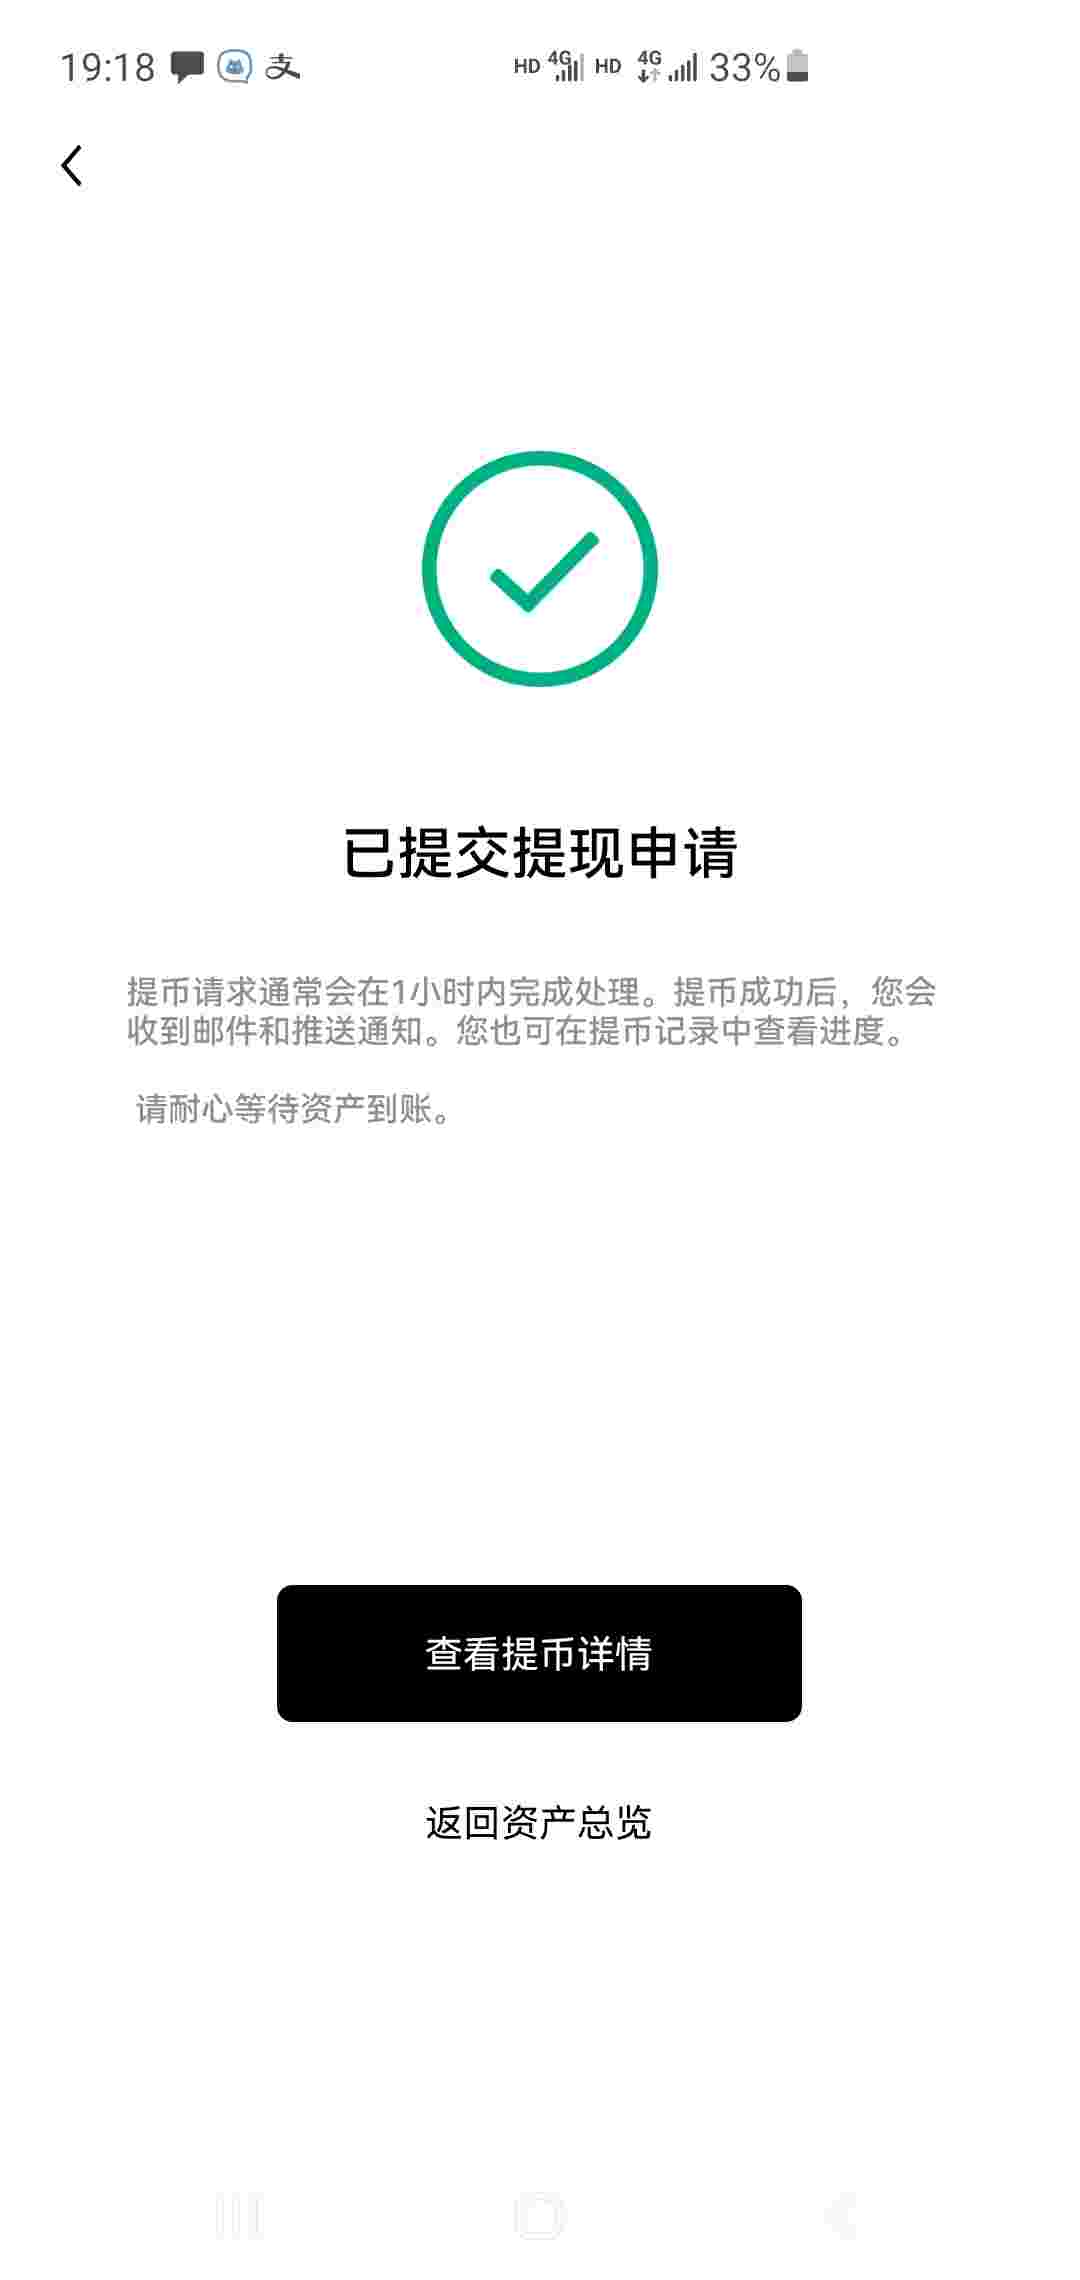 19:18 支 HD 4G HD 4G 33%
已提交提现申请
提币请求通常会在1小时内完成处理。提币成功后，您会
收到邮件和推送通知。您也可在提币记录中查看进度。
请耐心等待资产到账。
查看提币详情
返回资产总览